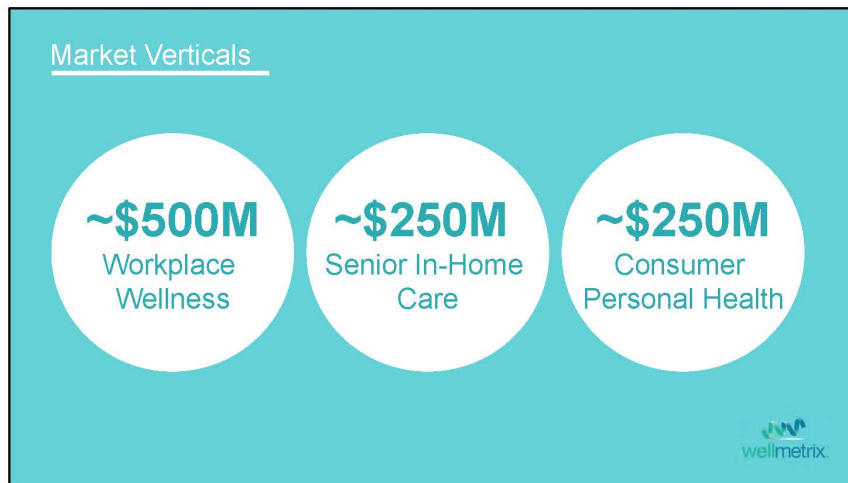 Market Verticals
~$500M
Workplace
Wellness
~$250M
Senior In-Home
Care
~$250M
Consumer
Personal Health
wellmetrix.